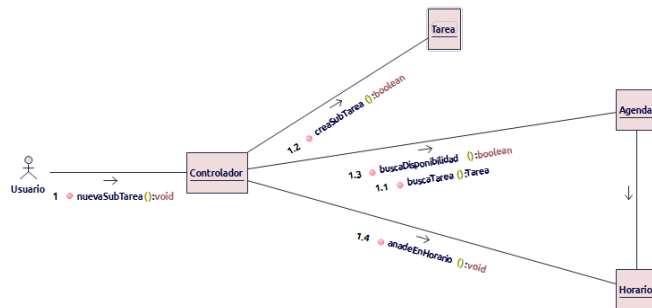 Tarea
1.2 creaSubTarea ():boolean
Agenda
1.3 buscaDisponibilidad ():boolean
1.1 buscaTarea ():Tarea
Controlador
Usuario
1 nuevaSubTarea ():void
1.4 anadeEnHorario ():void
Horario